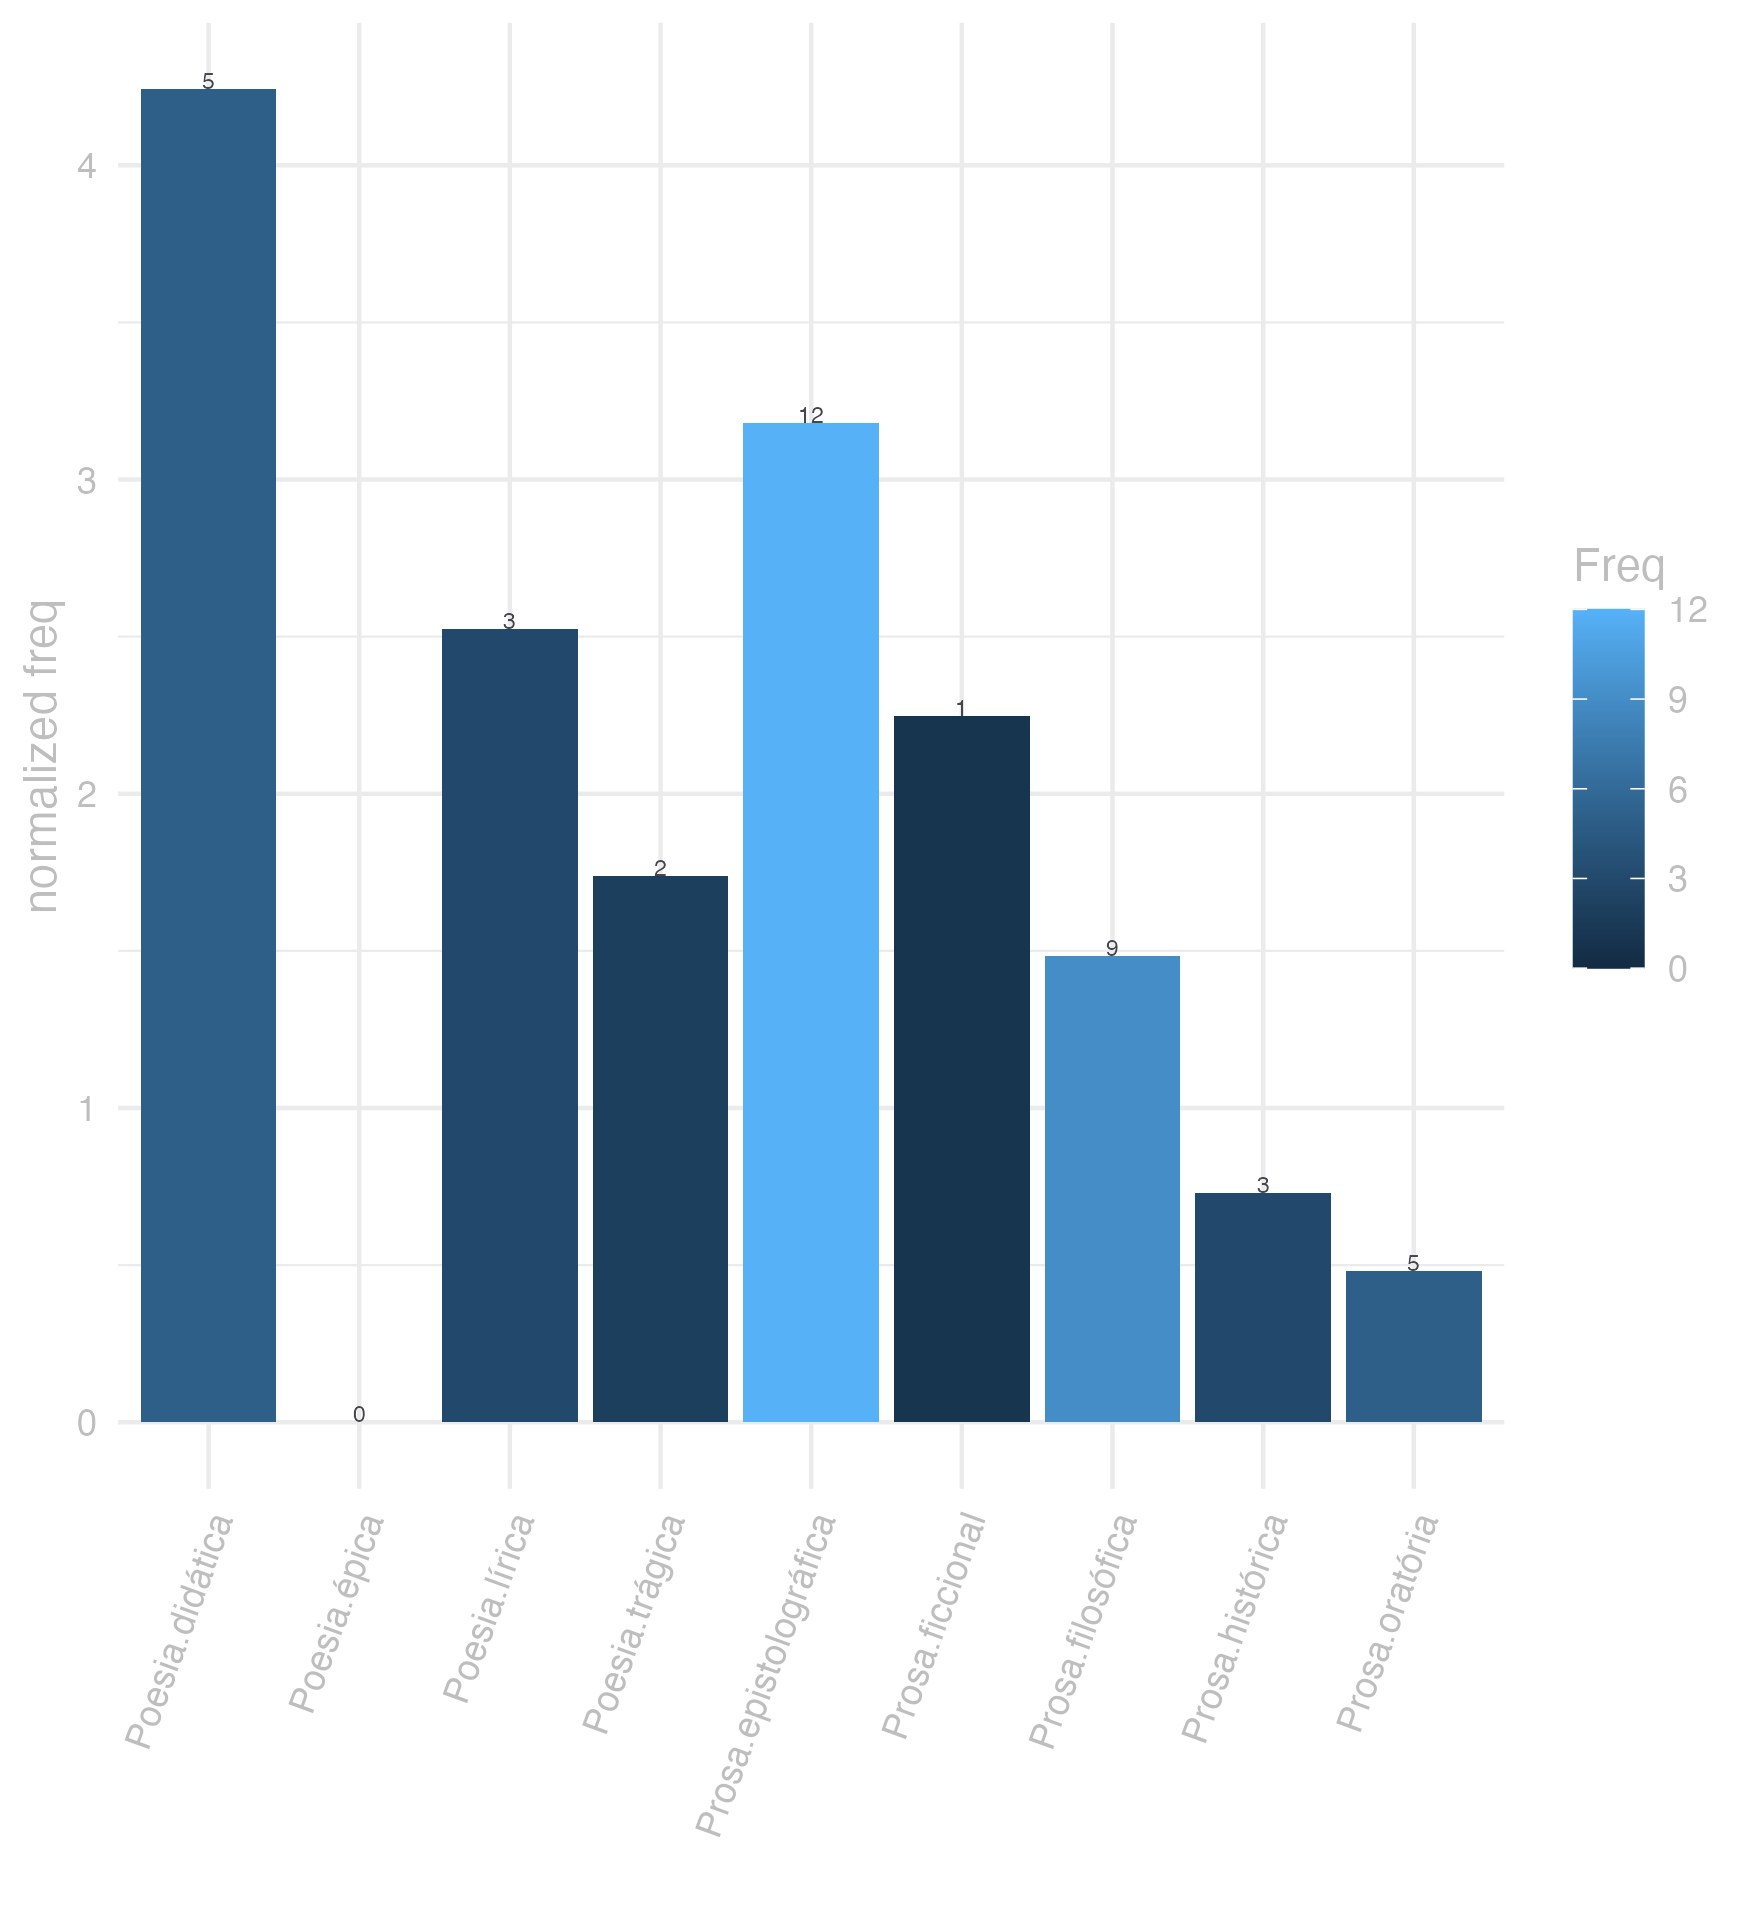 5
12
3
1
2
9
3
5
0
4
3
2
1
0
normalized freq
Freq
12
9
6
3
0
Poesia.didática
Poesia.épica
Poesia.lírica
Poesia.trágica
Prosa.epistolográfica
Prosa.ficcional
Prosa.filosófica
Prosa.histórica
Prosa.oratória